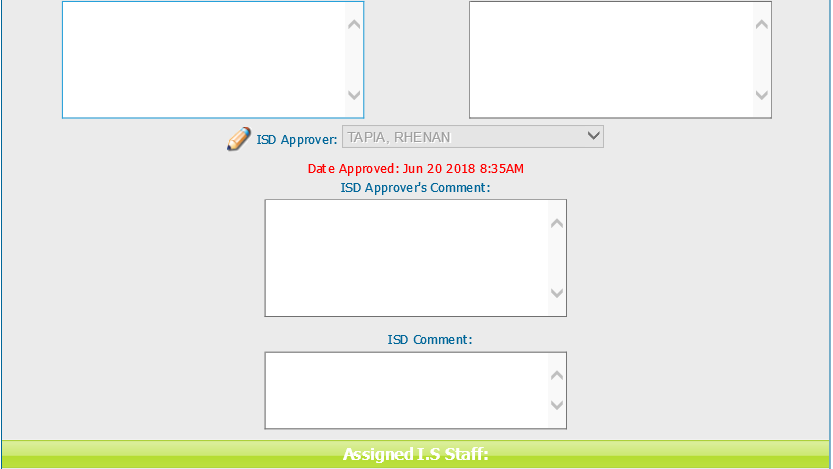 ISD Approver: TAPIA, RHENAN
Date Approved: Jun 20 2018 8:35AM
ISD Approver's Comment:
ISD Comment:
Assigned I.S Staff: